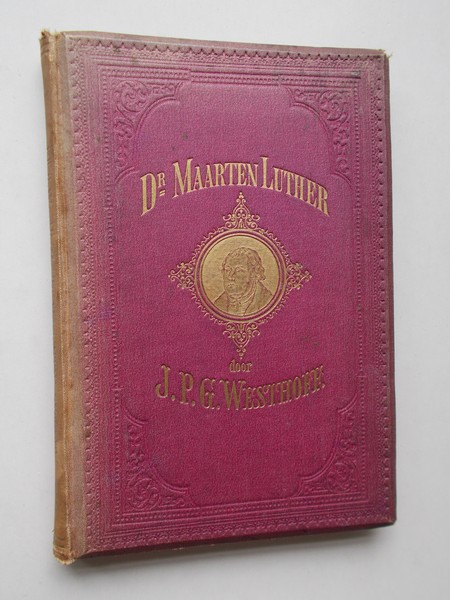 DR MAARTEN LUTHER
door
J. P. G. WESTHOFF.